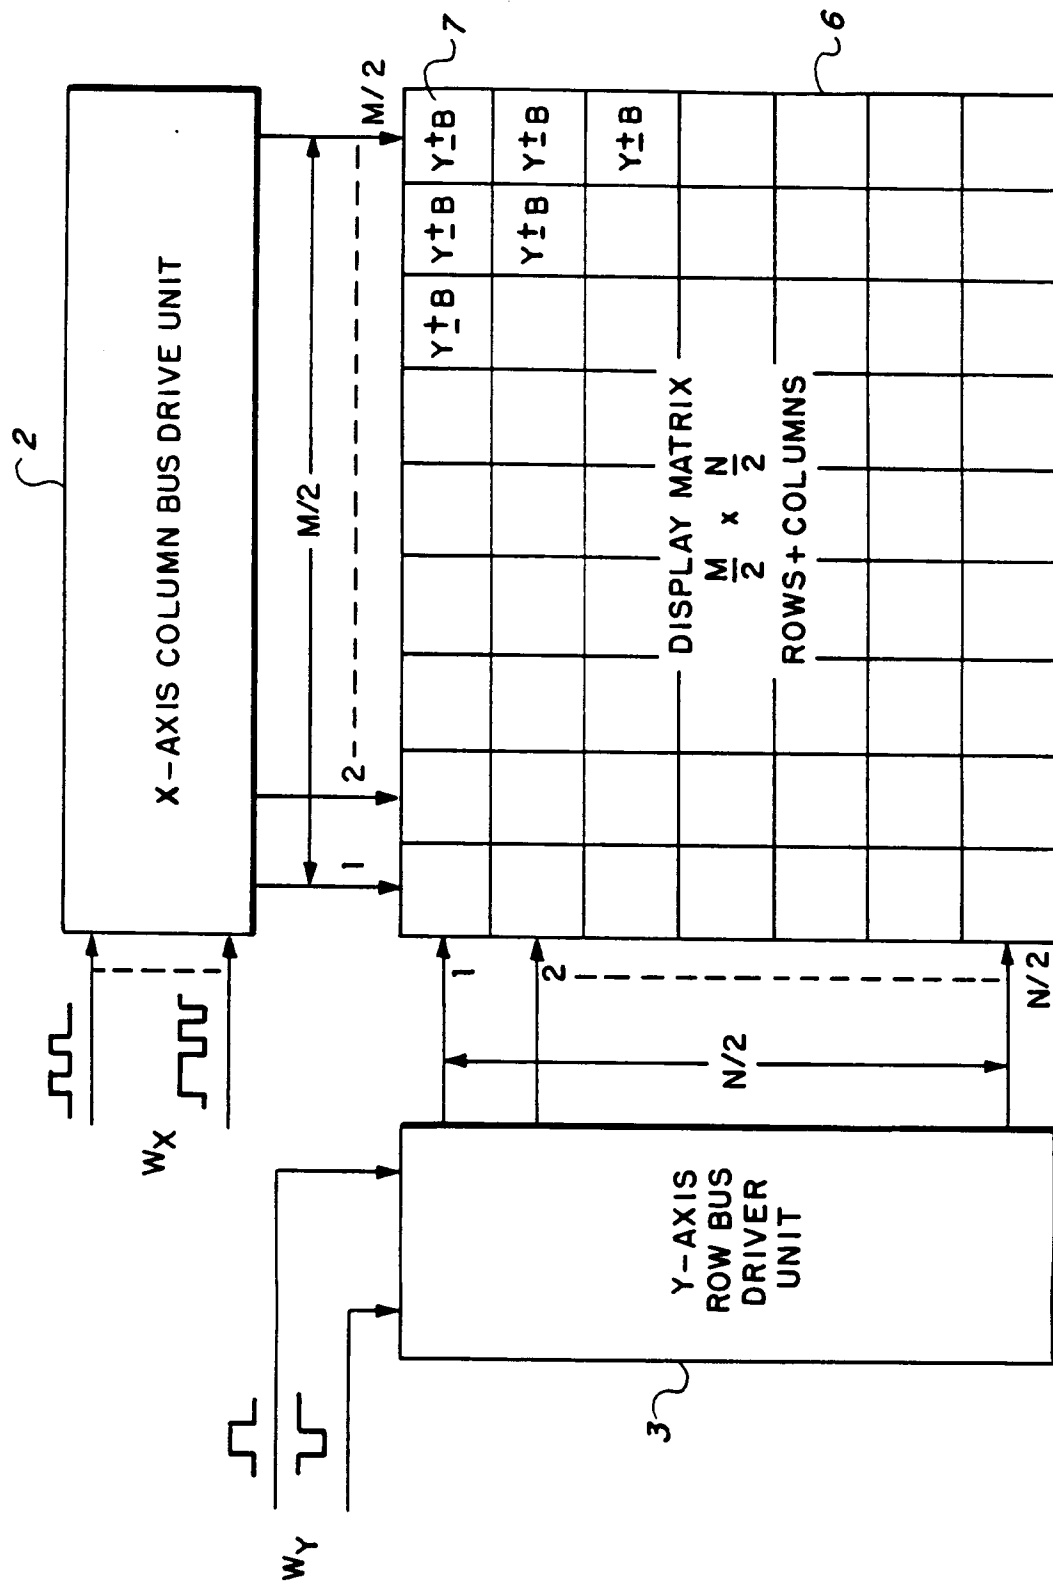 2
X-AXIS COLUMN BUS DRIVE UNIT
WX
M/2
1
2
M/2
7
Y±B Y±B Y±B
Y±B Y±B
Y±B
DISPLAY MATRIX
M/2 x N/2
ROWS+COLUMNS
6
WY
Y-AXIS
ROW BUS
DRIVER
UNIT
3
1
2
N/2
N/2